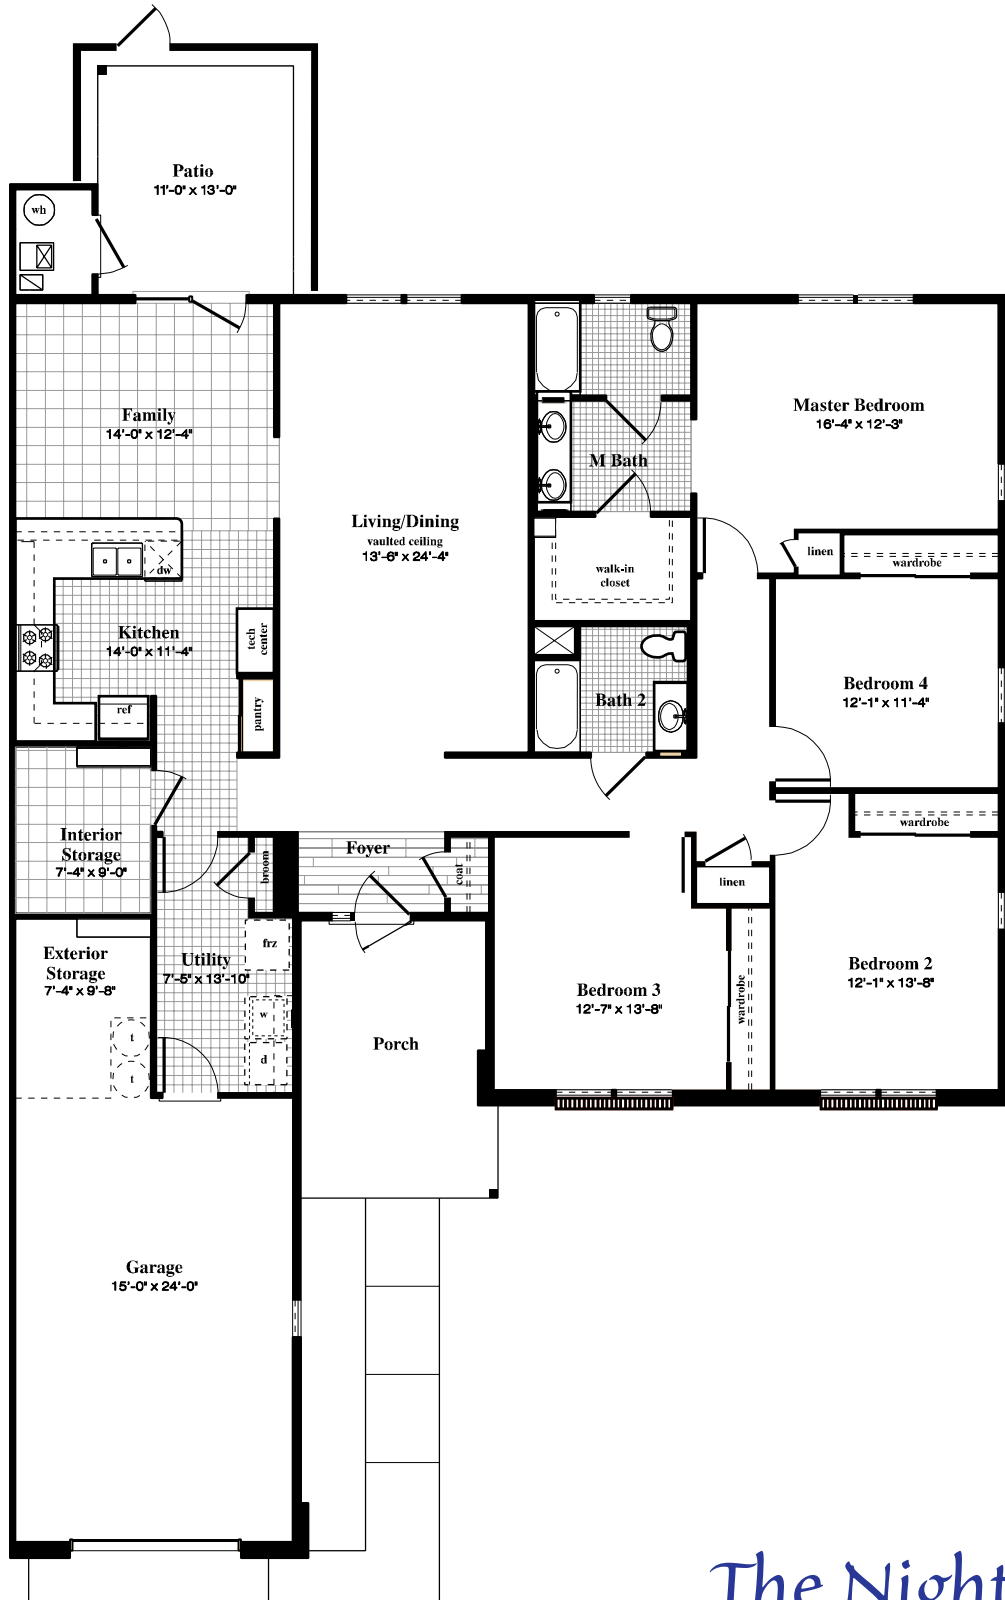 Patio
11'-0" x 13'-0"
wh
Family
14'-0" x 12'-4"
Master Bedroom
16'-4" x 12'-3"
M Bath
Living/Dining
vaulted ceiling
13'-6" x 24'-4"
linen
wardrobe
dw
walk-in
closet
Kitchen
14'-0" x 11'-4"
tech
center
Bedroom 4
12'-1" x 11'-4"
Bath 2
ref
pantry
wardrobe
Interior
Storage
7'-4" x 9'-0"
Foyer
broom
coat
linen
Exterior
Storage
7'-4" x 9'-8"
frz
Utility
7'-5" x 13'-10"
Bedroom 2
12'-1" x 13'-8"
Bedroom 3
12'-7" x 13'-8"
wardrobe
w
t
Porch
d
t
Garage
15'-0" x 24'-0"
The Night